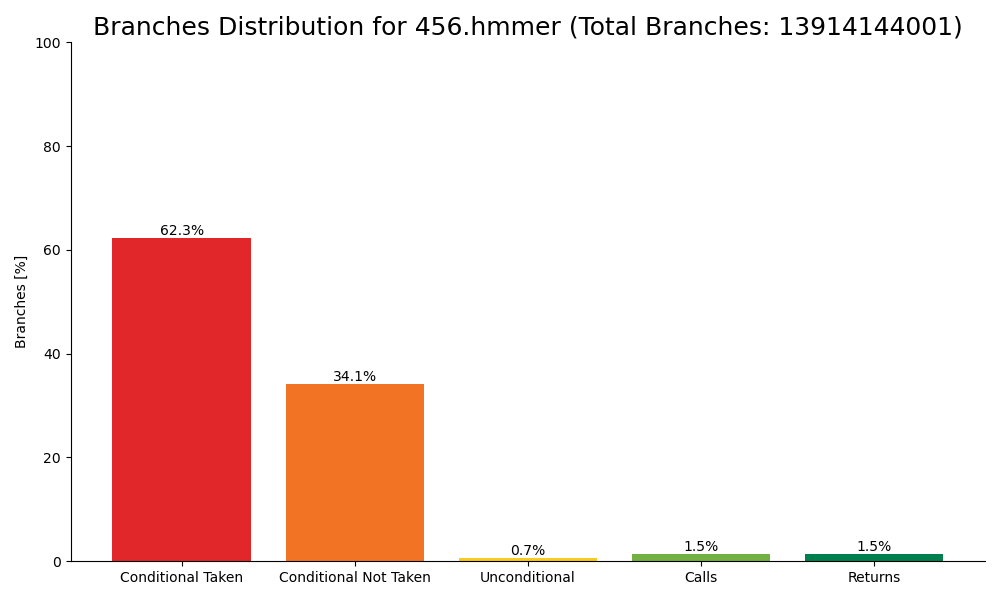 Branches Distribution for 456.hmmer (Total Branches: 13914144001)
Branches [%]
100
80
60
40
20
0
62.3%
34.1%
0.7%
1.5%
1.5%
Conditional Taken
Conditional Not Taken
Unconditional
Calls
Returns